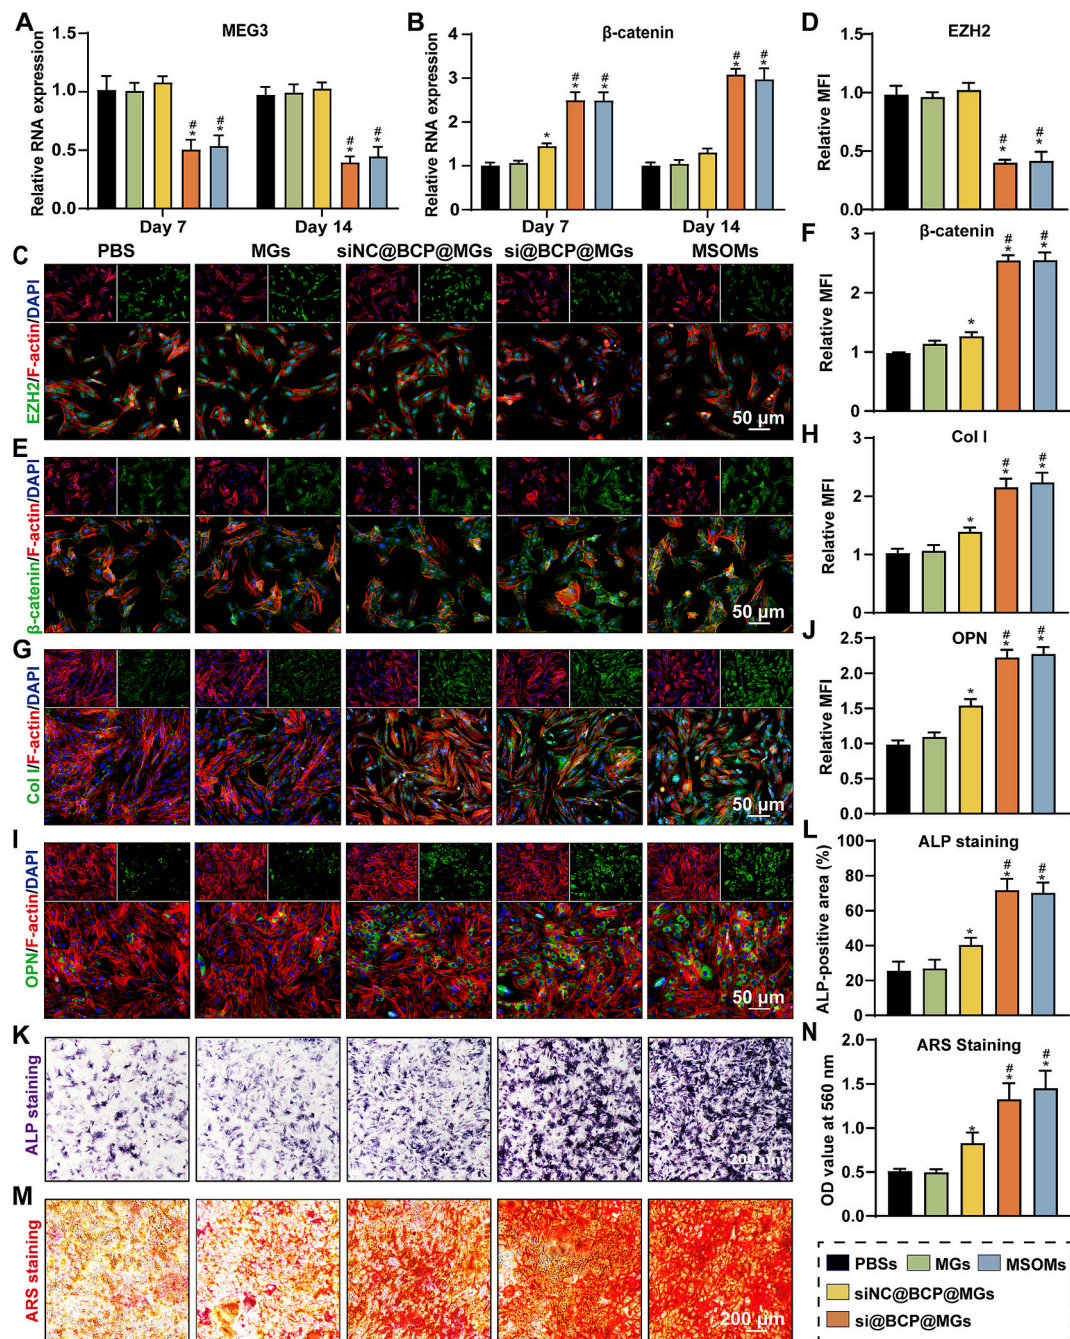 A
MEG3
Relative RNA expression
1.5
1.0
0.5
0.0
#
*
#
*
#
*
#
*
Day 7
Day 14
B
β-catenin
Relative RNA expression
4
3
2
1
0
*
#
*
#
*
#
*
#
*
Day 7
Day 14
D
EZH2
Relative MFI
1.5
1.0
0.5
0.0
#
*
#
*
PBS
MGs
siNC@BCP@MGs
si@BCP@MGs
MSOMs
C
EZH2/F-actin/DAPI
50 μm
F
β-catenin
Relative MFI
3
2
1
0
*
#
*
#
*
E
β-catenin/F-actin/DAPI
50 μm
H
Col I
Relative MFI
3
2
1
0
*
#
*
#
*
G
Col I/F-actin/DAPI
50 μm
J
OPN
Relative MFI
2.5
2.0
1.5
1.0
0.5
0.0
*
#
*
#
*
I
OPN/F-actin/DAPI
50 μm
L
ALP staining
ALP-positive area (%)
100
80
60
40
20
0
*
#
*
#
*
K
ALP staining
200 μm
N
ARS Staining
OD value at 560 nm
2.0
1.5
1.0
0.5
0.0
*
#
*
#
*
M
ARS staining
200 μm
PBSs MGs MSOMs
siNC@BCP@MGs
si@BCP@MGs